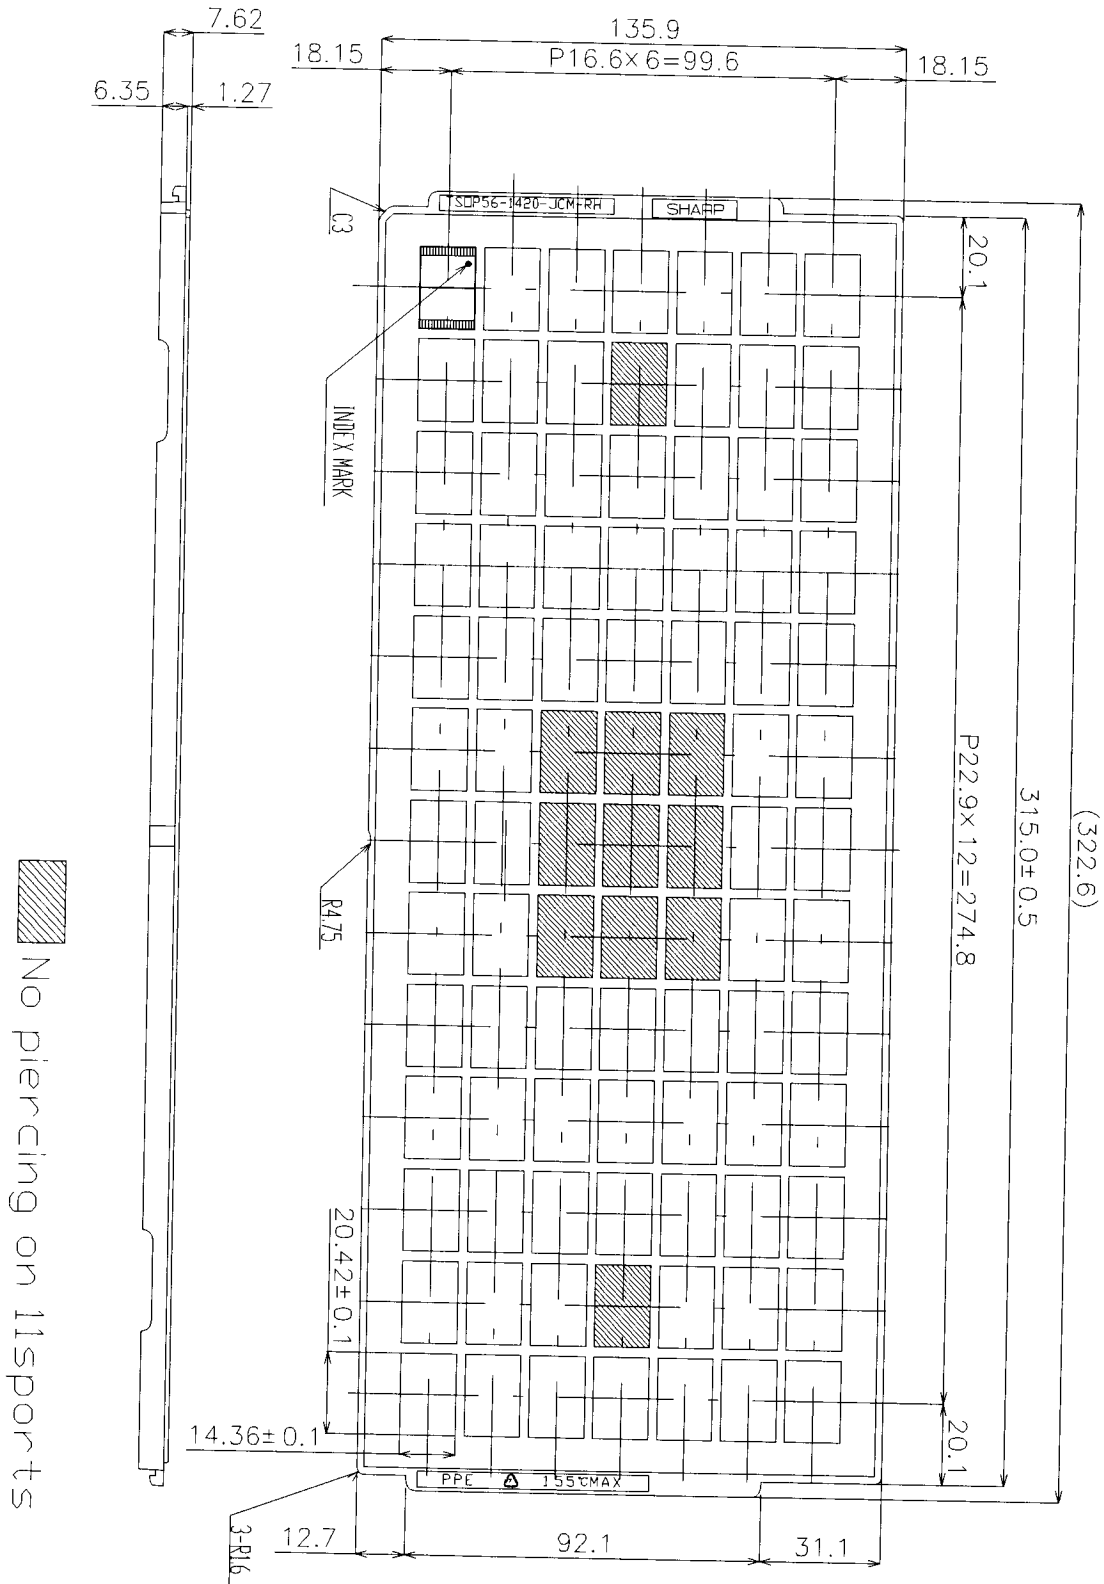 7.62
135.9
18.15
P16.6×6=99.6
18.15
6.35
1.27
TSOP56-1420-JCM-RH
SHARP
C3
20.1
INDEX MARK
(322.6)
315.0±0.5
P22.9×12=274.8
R4.75
No piercing on 11sports
20.42±0.1
14.36±0.1
20.1
PPE
155℃MAX
3-R1.6
12.7
92.1
31.1